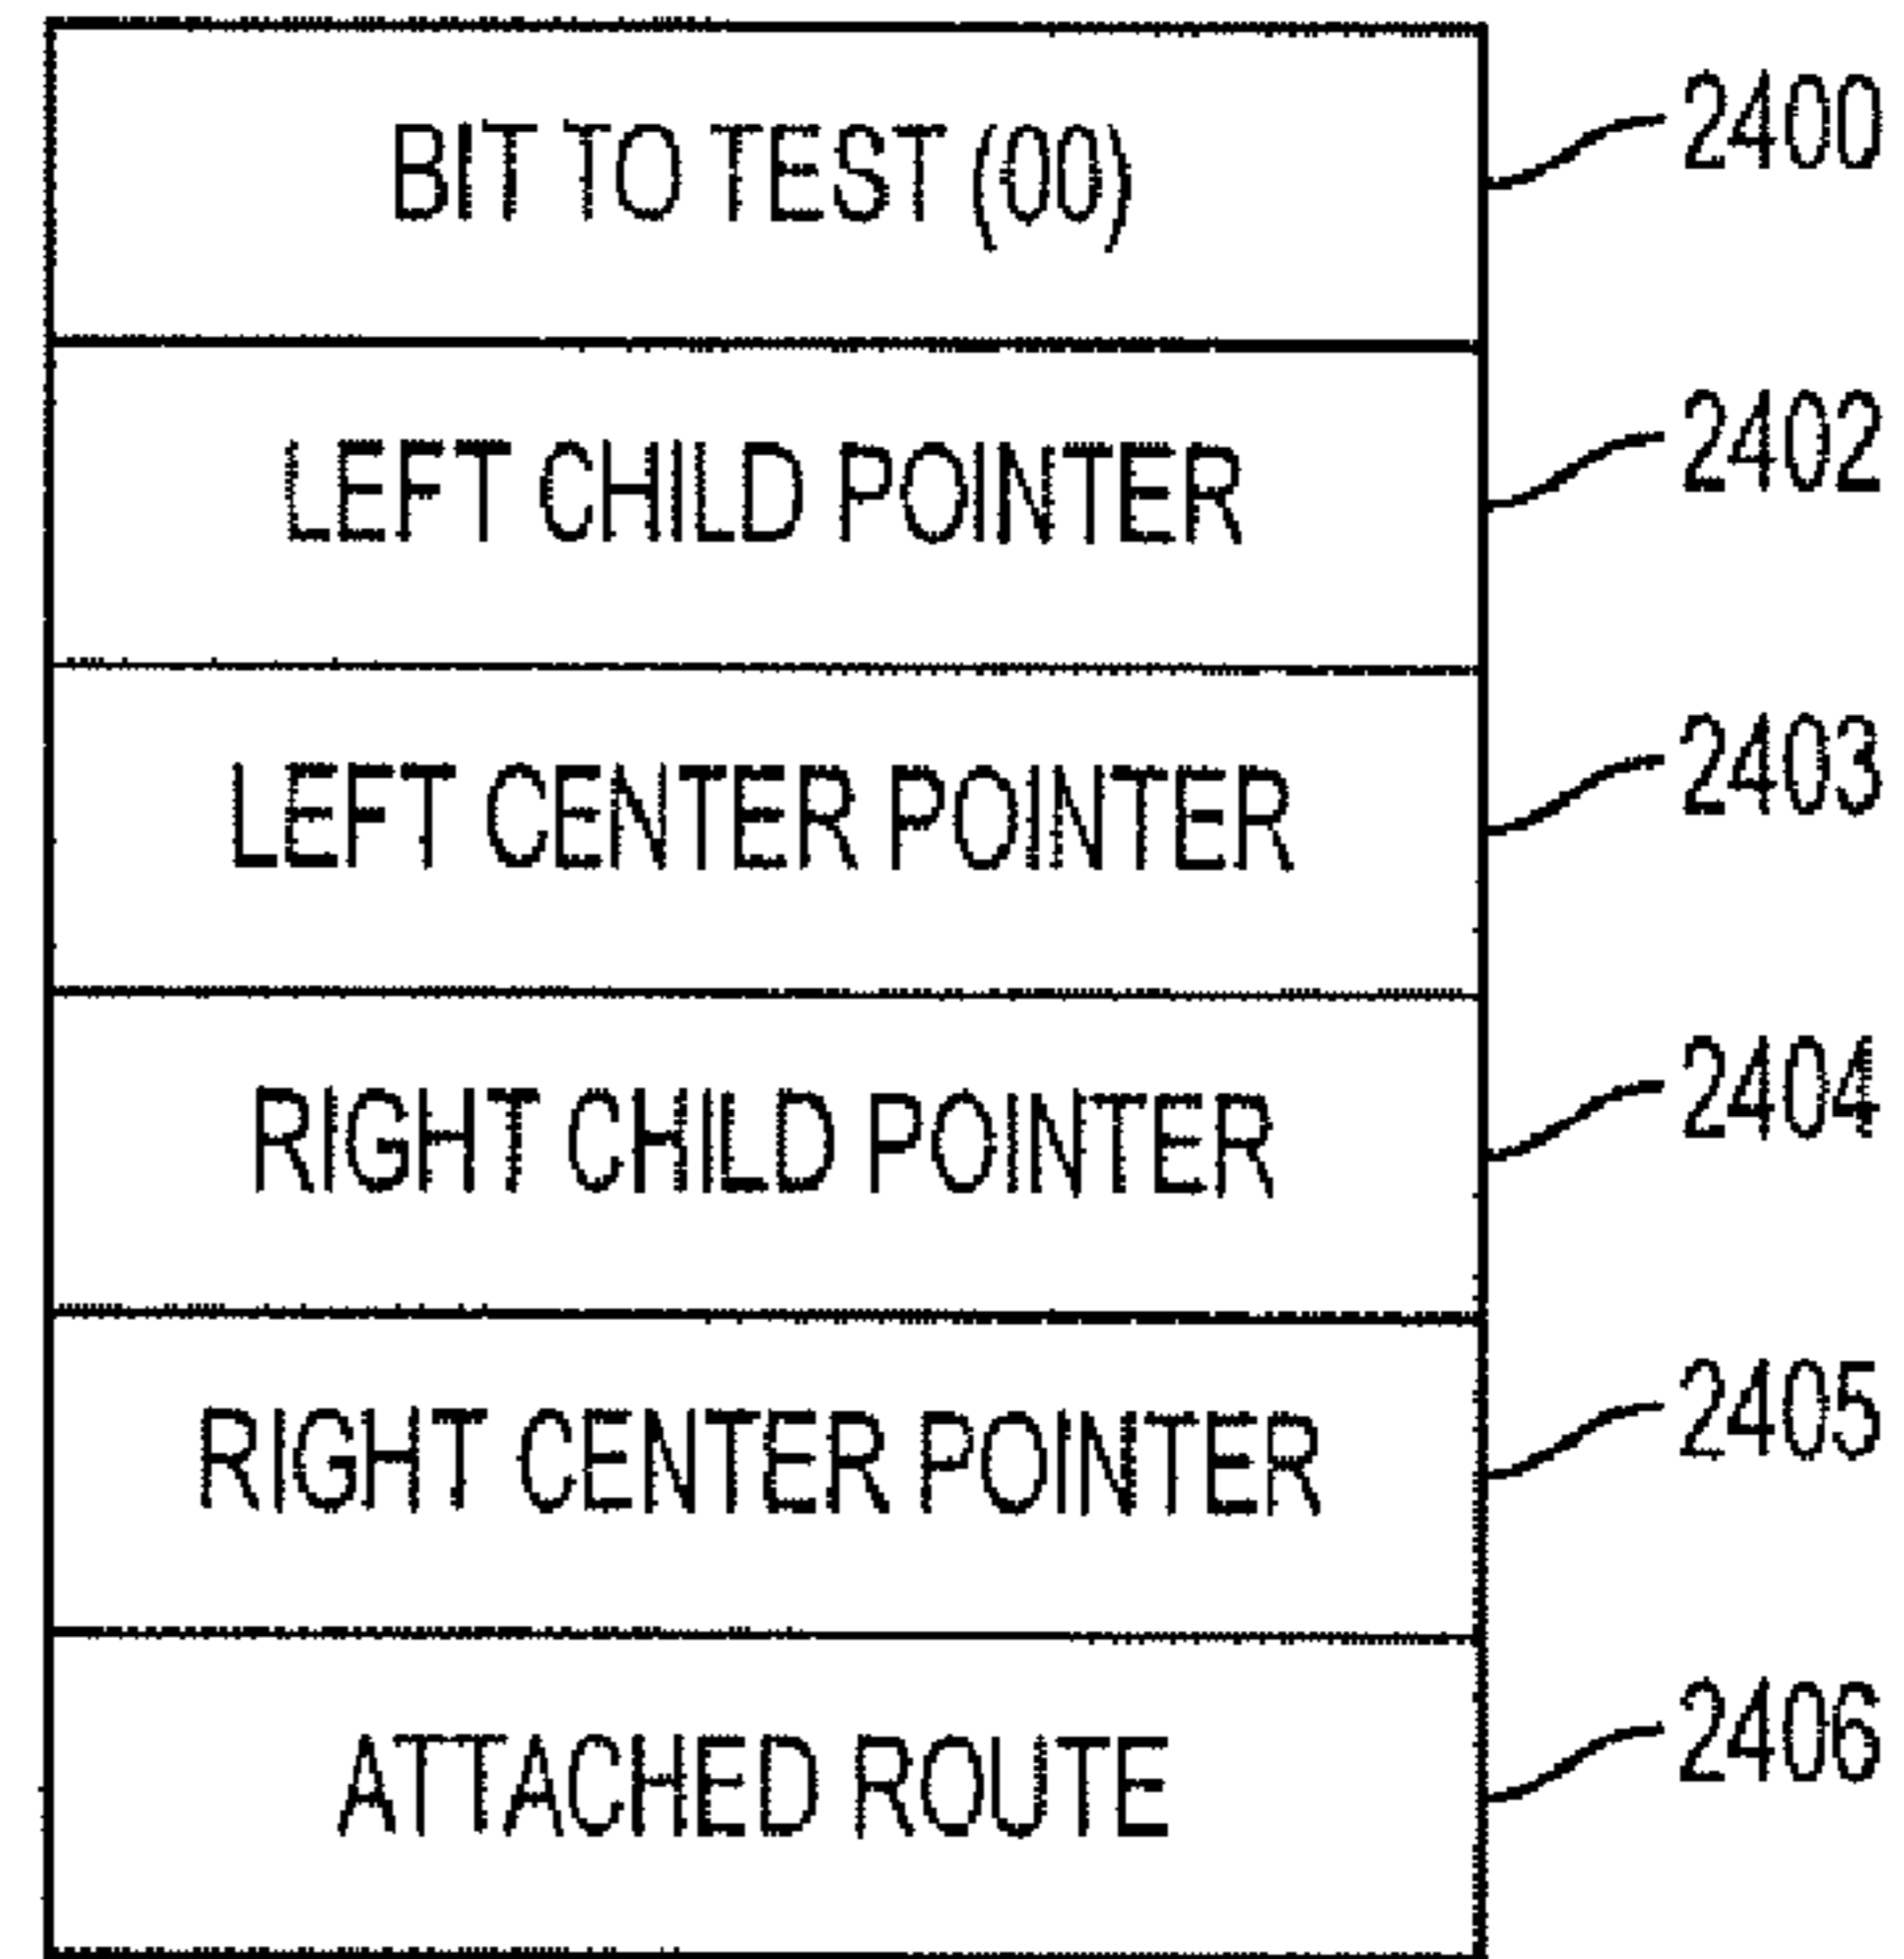 BIT TO TEST (00) 2400
LEFT CHILD POINTER 2402
LEFT CENTER POINTER 2403
RIGHT CHILD POINTER 2404
RIGHT CENTER POINTER 2405
ATTACHED ROUTE 2406